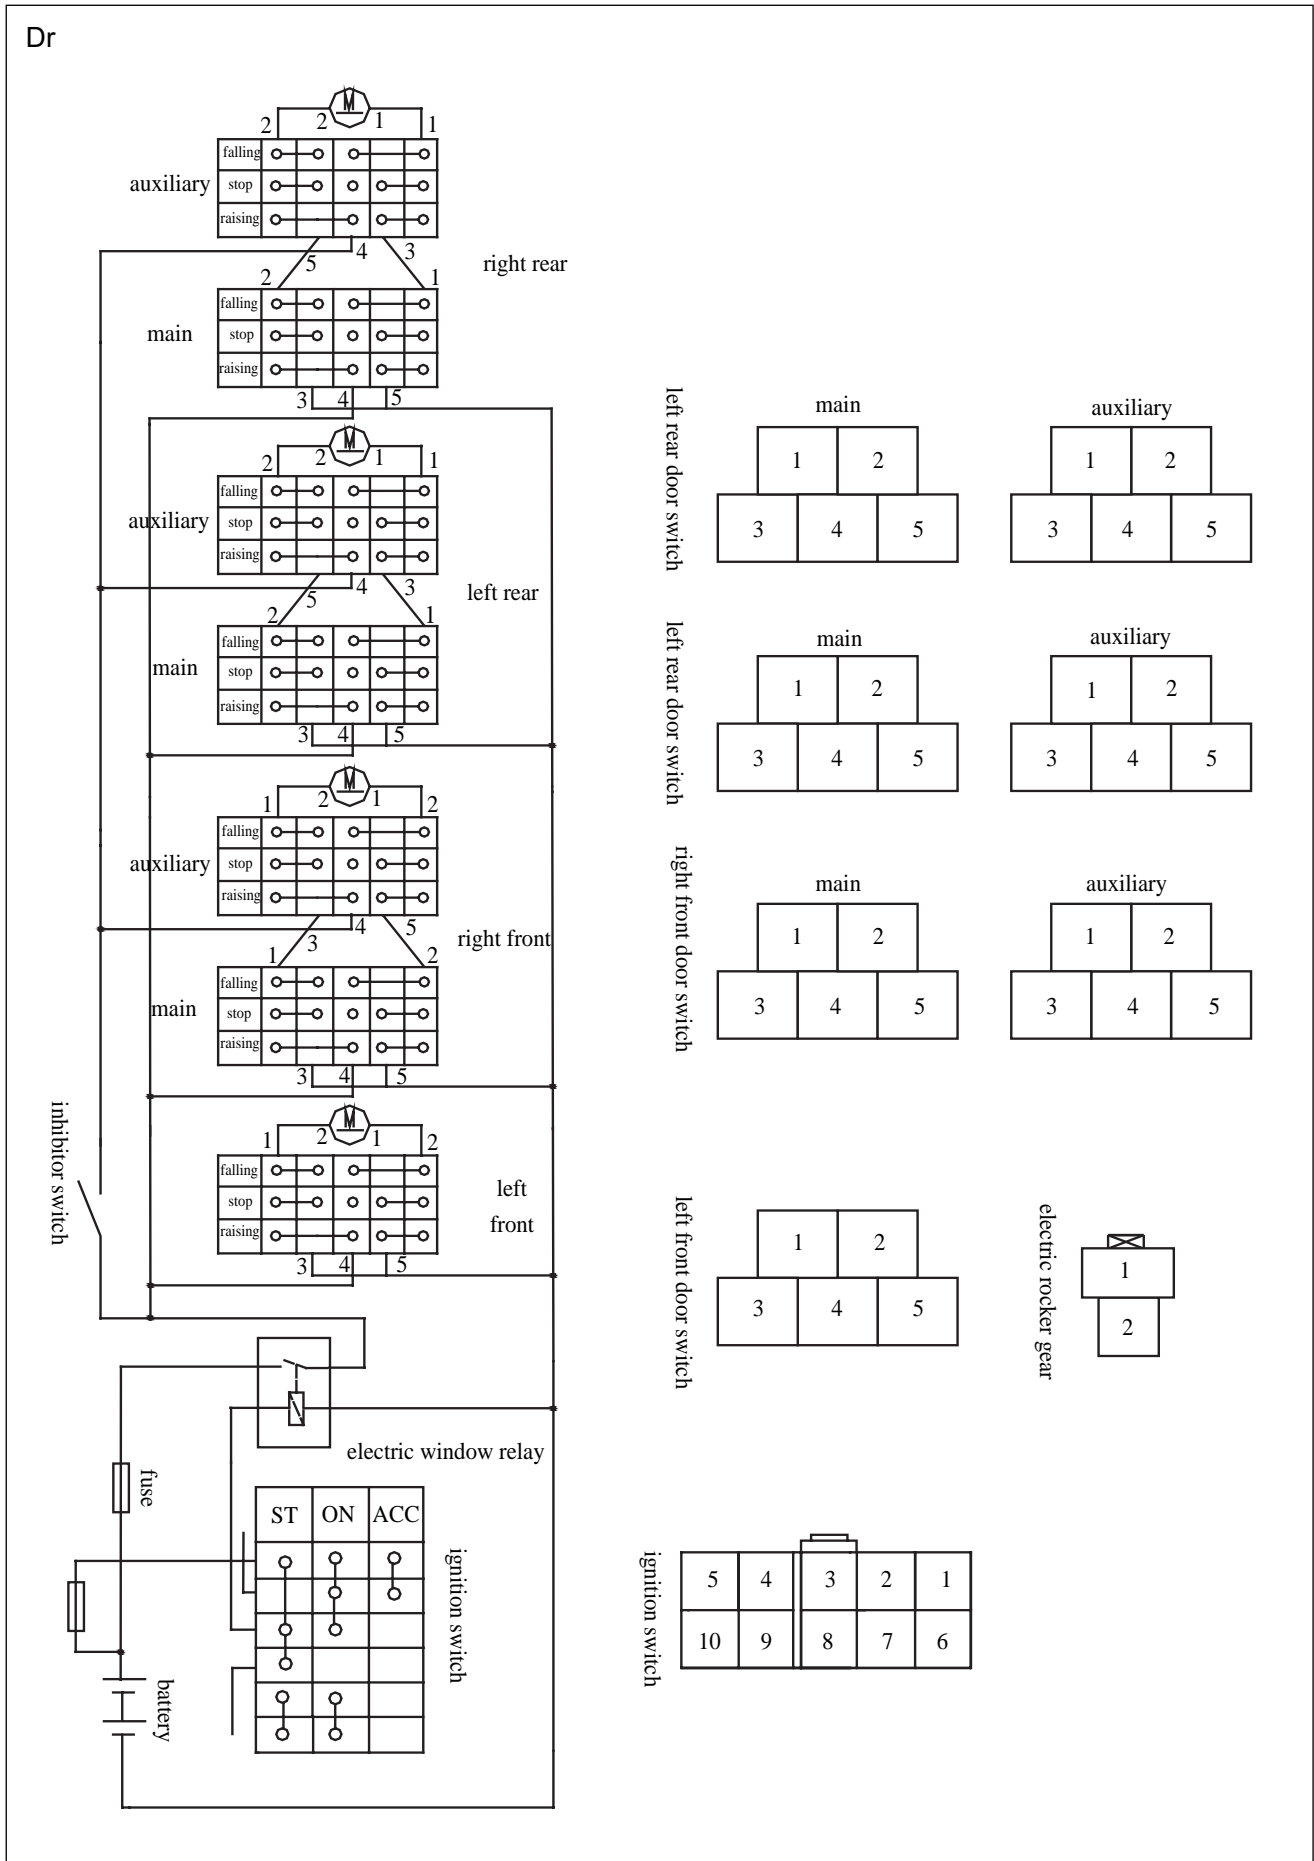 Dr
2 2 1 1
falling
auxiliary stop
raising
5 4 3
right rear
2 1
falling
main stop
raising
3 4 5
2 2 1 1
falling
auxiliary stop
raising
5 4 3
left rear
2 1
falling
main stop
raising
3 4 5
1 2 1 2
falling
auxiliary stop
raising
3 4 5
right front
1 2
falling
main stop
raising
3 4 5
1 2 1 2
falling
stop
raising
left
front
3 4 5
inhibitor switch
electric window relay
fuse
ST ON ACC
ignition switch
battery
left rear door switch
main
1 2
3 4 5
auxiliary
1 2
3 4 5
left rear door switch
main
1 2
3 4 5
auxiliary
1 2
3 4 5
right front door switch
main
1 2
3 4 5
auxiliary
1 2
3 4 5
left front door switch
1 2
3 4 5
electric rocker gear
1
2
ignition switch
5 4 3 2 1
10 9 8 7 6
M
M
M
M